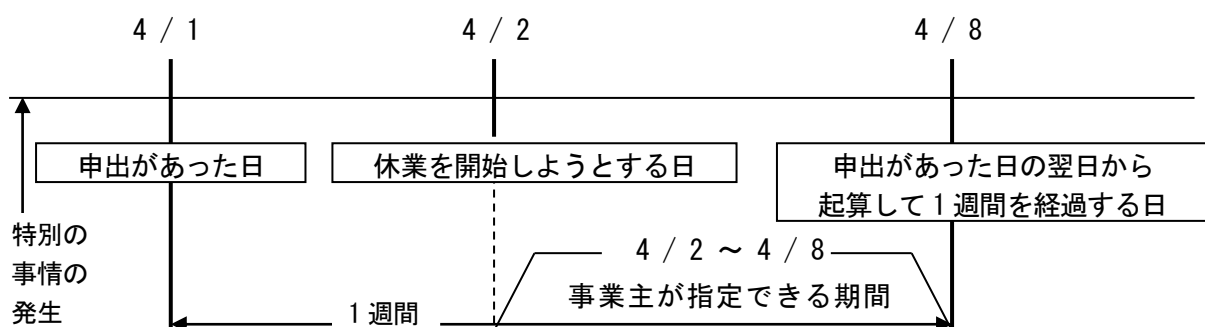 4 / 1
4 / 2
4 / 8
申出があった日
休業を開始しようとする日
申出があった日の翌日から
起算して1週間を経過する日
特別の
事情の
発生
4 / 2 ~ 4 / 8
事業主が指定できる期間
1週間